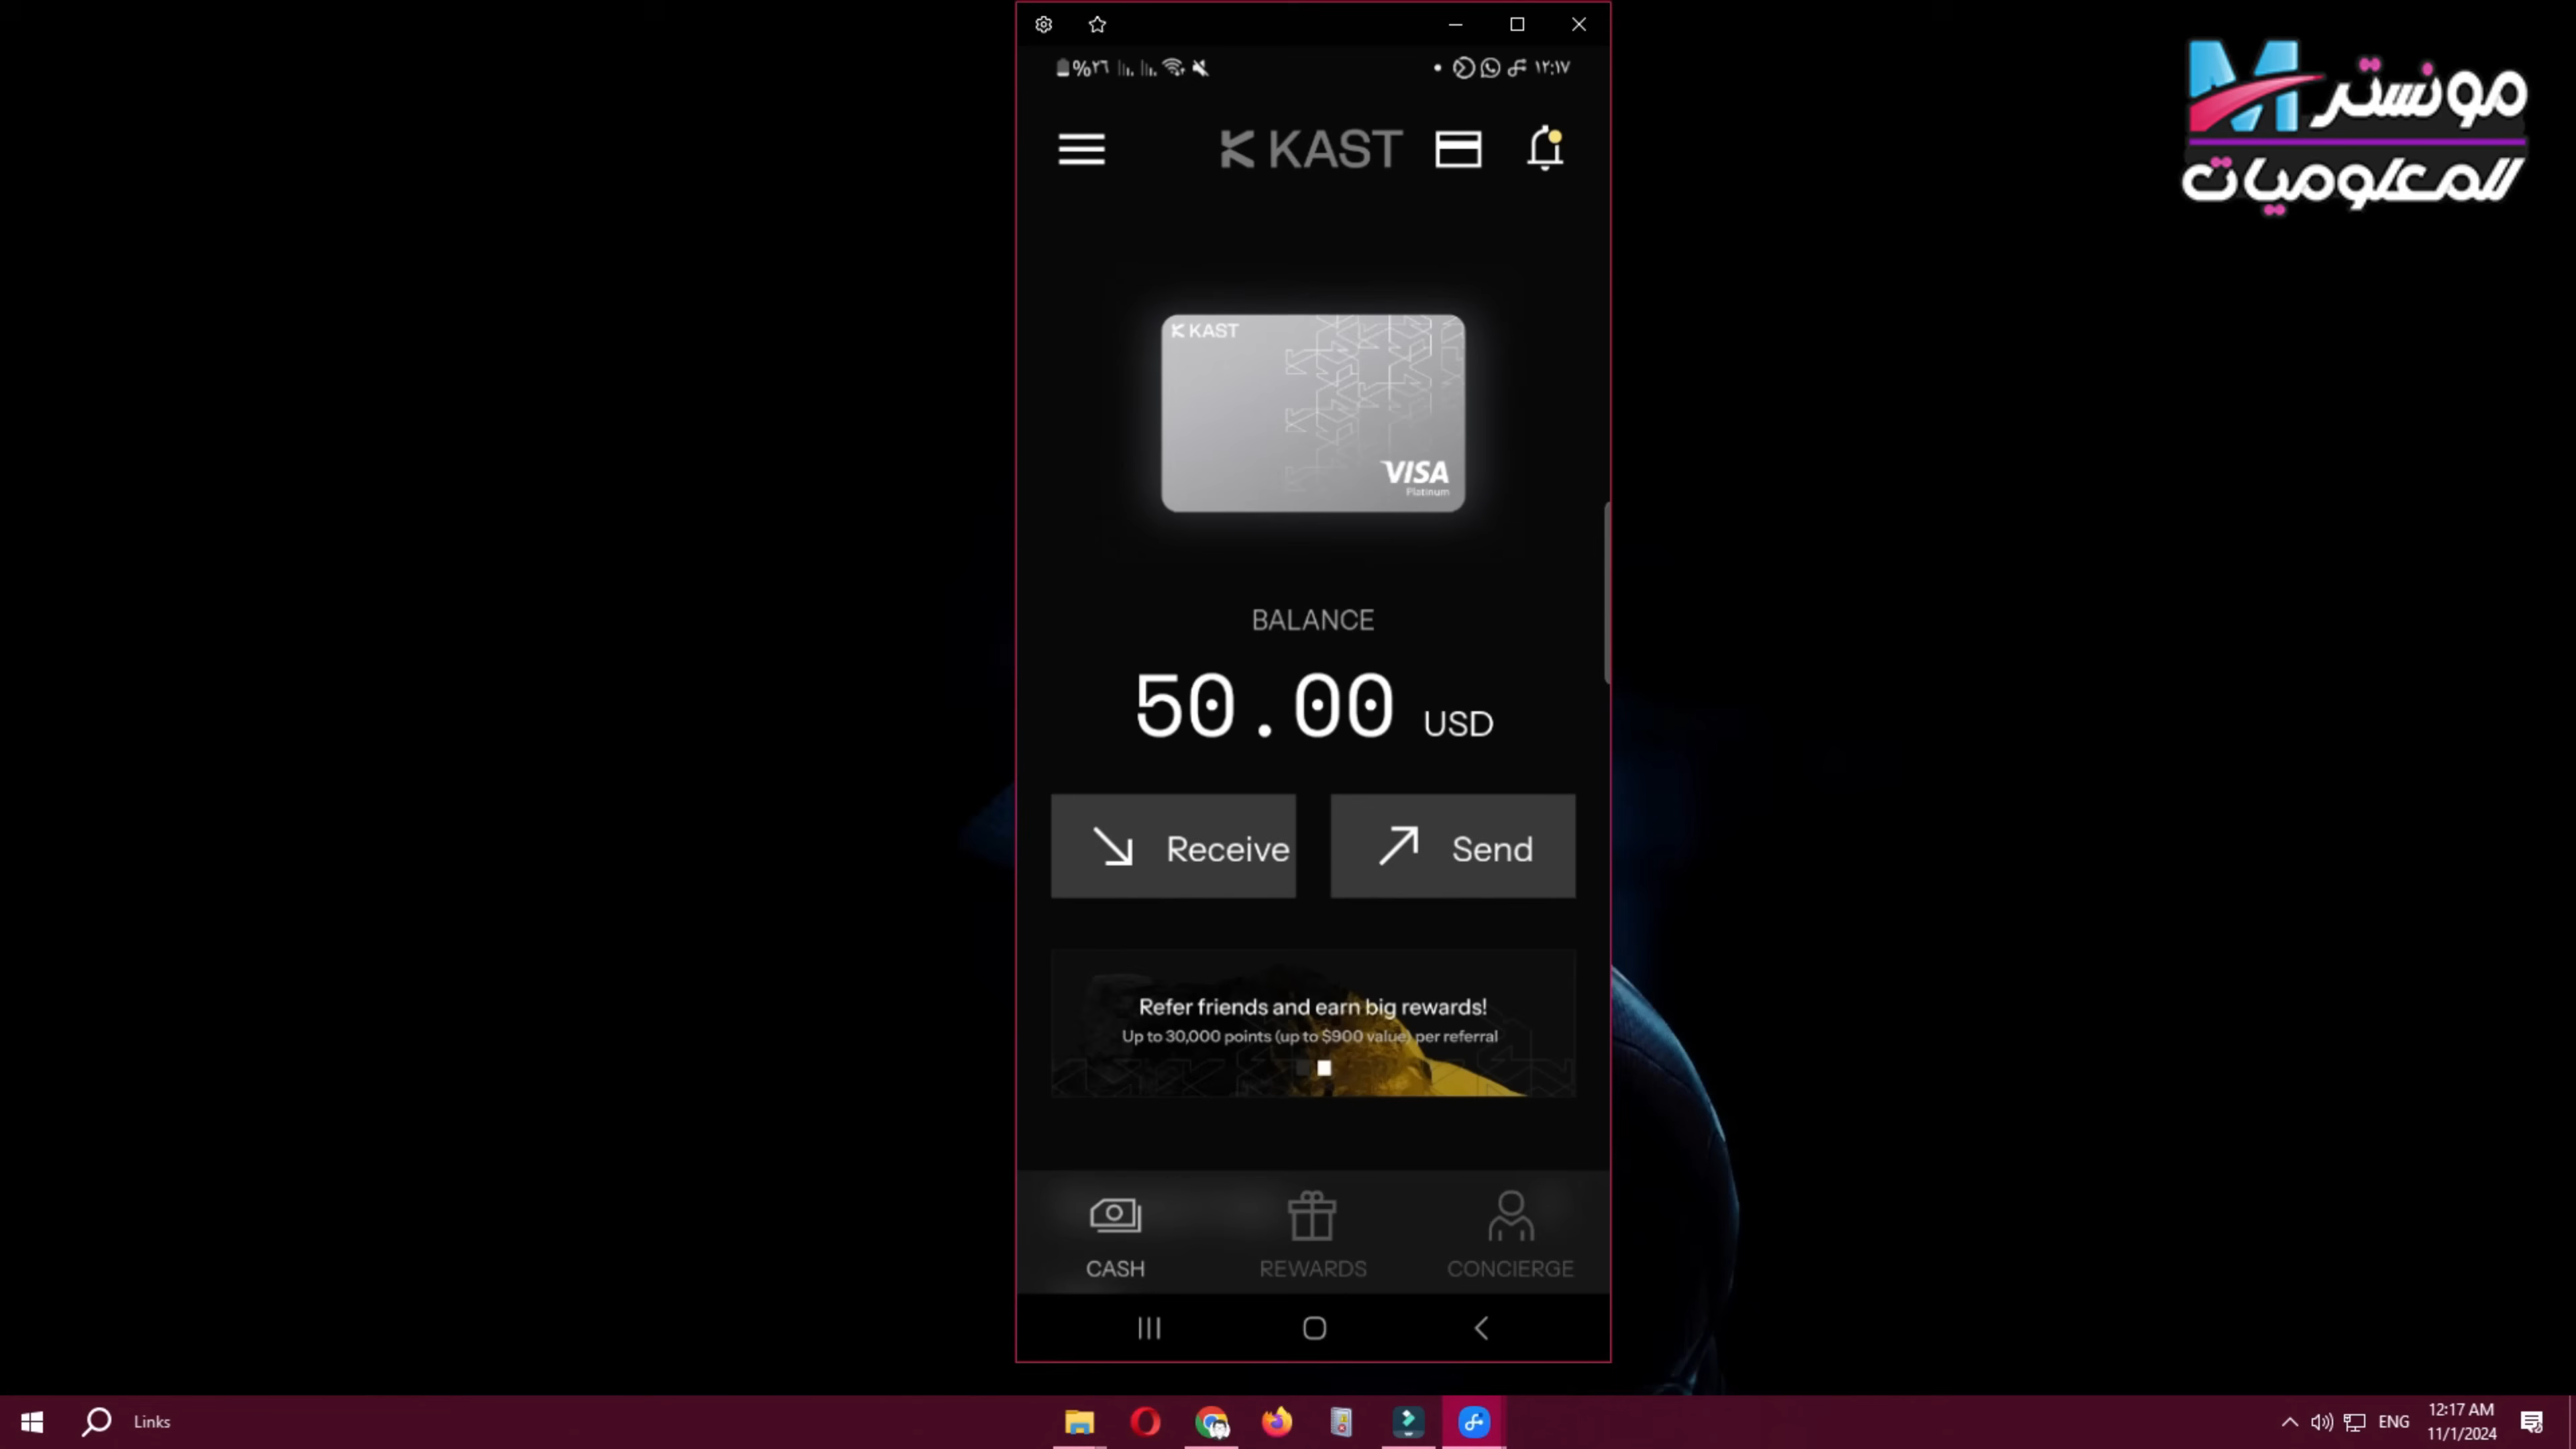 %٢٦
١٢:١٧
مونستر
للمعلوميات
KAST
KAST
VISA
Platinum
BALANCE
50.00 USD
Receive
Send
Refer friends and earn big rewards!
Up to 30,000 points (up to $900 value) per referral
CASH
REWARDS
CONCIERGE
Links
ENG
12:17 AM
11/1/2024